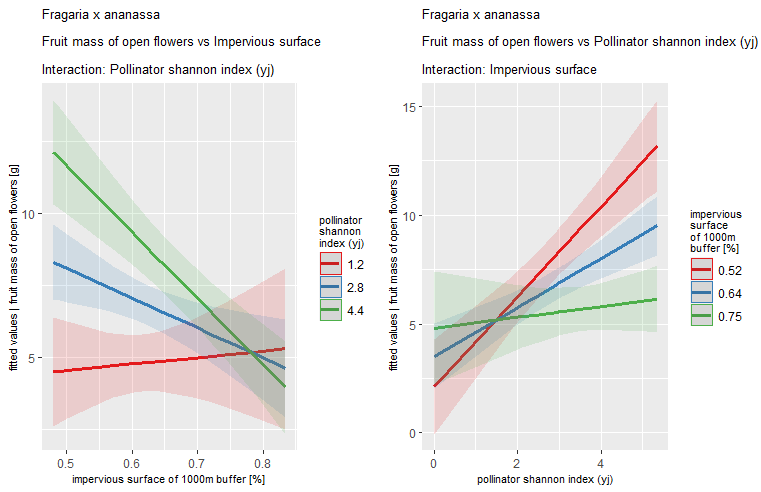 Fragaria x ananassa
Fruit mass of open flowers vs Impervious surface
Interaction: Pollinator shannon index (yj)
fitted values | fruit mass of open flowers [g]
10
5
0.5
0.6
0.7
0.8
impervious surface of 1000m buffer [%]
pollinator
shannon
index (yj)
1.2
2.8
4.4
Fragaria x ananassa
Fruit mass of open flowers vs Pollinator shannon index (yj)
Interaction: Impervious surface
fitted values | fruit mass of open flowers [g]
15
10
5
0
0
2
4
pollinator shannon index (yj)
impervious
surface
of 1000m
buffer [%]
0.52
0.64
0.75